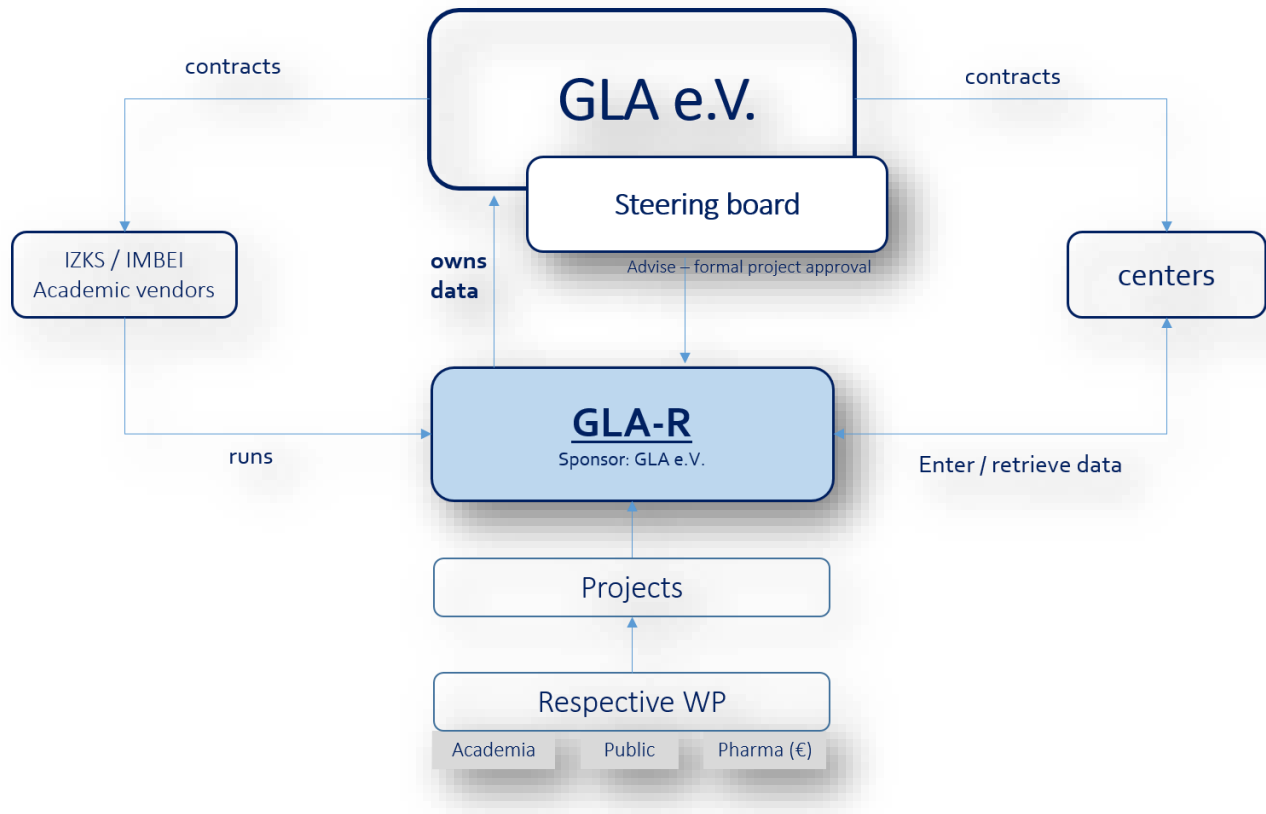 GLA e.V.
contracts
contracts
Steering board
IZKS / IMBEI
Academic vendors
owns
data
Advise – formal project approval
centers
GLA-R
Sponsor: GLA e.V.
runs
Enter / retrieve data
Projects
Respective WP
Academia
Public
Pharma (€)